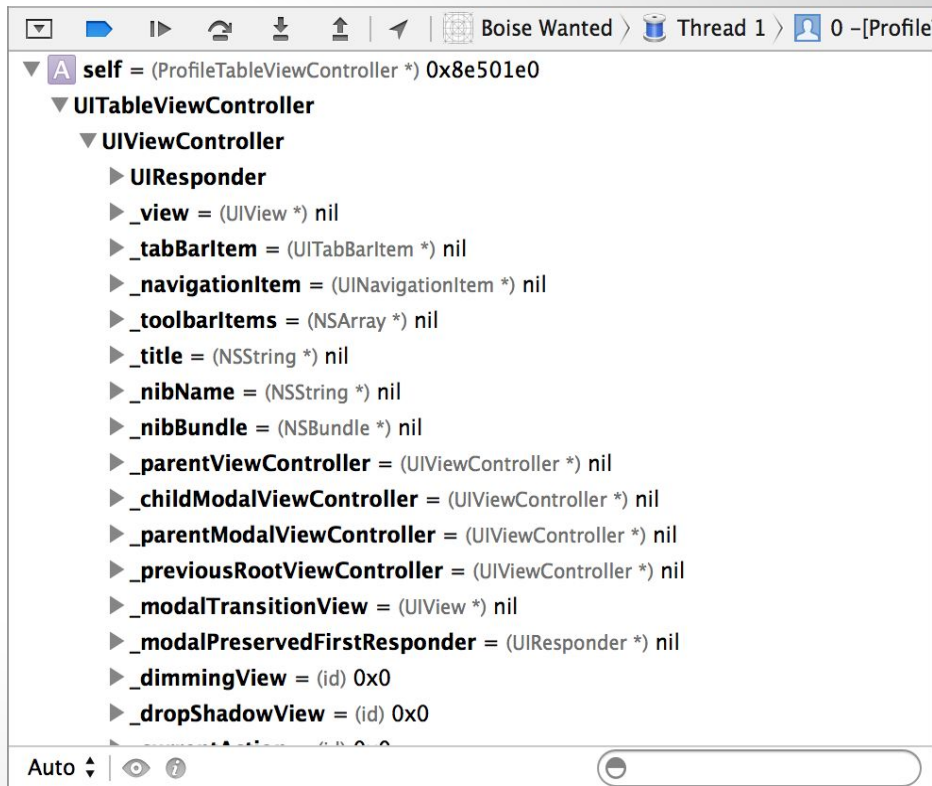 Boise Wanted 〉 Thread 1 〉 0 -[Profile
A self = (ProfileTableViewController *) 0x8e501e0
UITableViewController
UIViewController
UIResponder
_view = (UIView *) nil
_tabBarItem = (UITabBarItem *) nil
_navigationItem = (UINavigationItem *) nil
_toolbarItems = (NSArray *) nil
_title = (NSString *) nil
_nibName = (NSString *) nil
_nibBundle = (NSBundle *) nil
_parentViewController = (UIViewController *) nil
_childModalViewController = (UIViewController *) nil
_parentModalViewController = (UIViewController *) nil
_previousRootViewController = (UIViewController *) nil
_modalTransitionView = (UIView *) nil
_modalPreservedFirstResponder = (UIResponder *) nil
_dimmingView = (id) 0x0
_dropShadowView = (id) 0x0
Auto